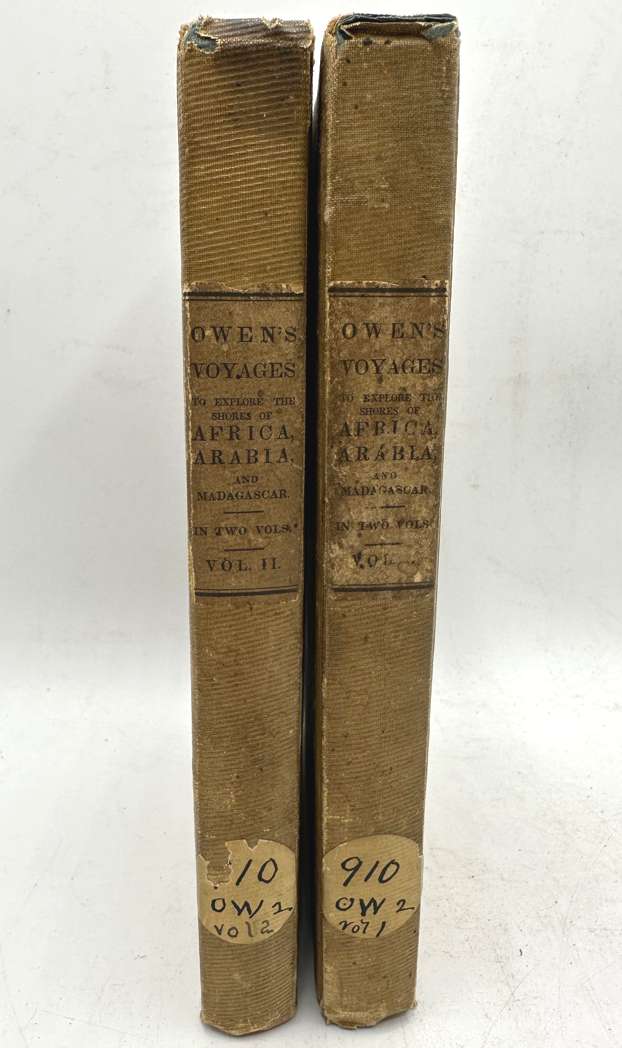 OWEN'S
VOYAGES
TO EXPLORE THE
SHORES OF
AFRICA,
ARABIA,
AND
MADAGASCAR.
IN TWO VOLS.
VOL. II.
10
OW 2
vol 2
OWEN'S
VOYAGES
TO EXPLORE THE
SHORES OF
AFRICA,
ARABIA,
AND
MADAGASCAR.
IN TWO VOLS.
VOL.
910
OW 2
vol 1